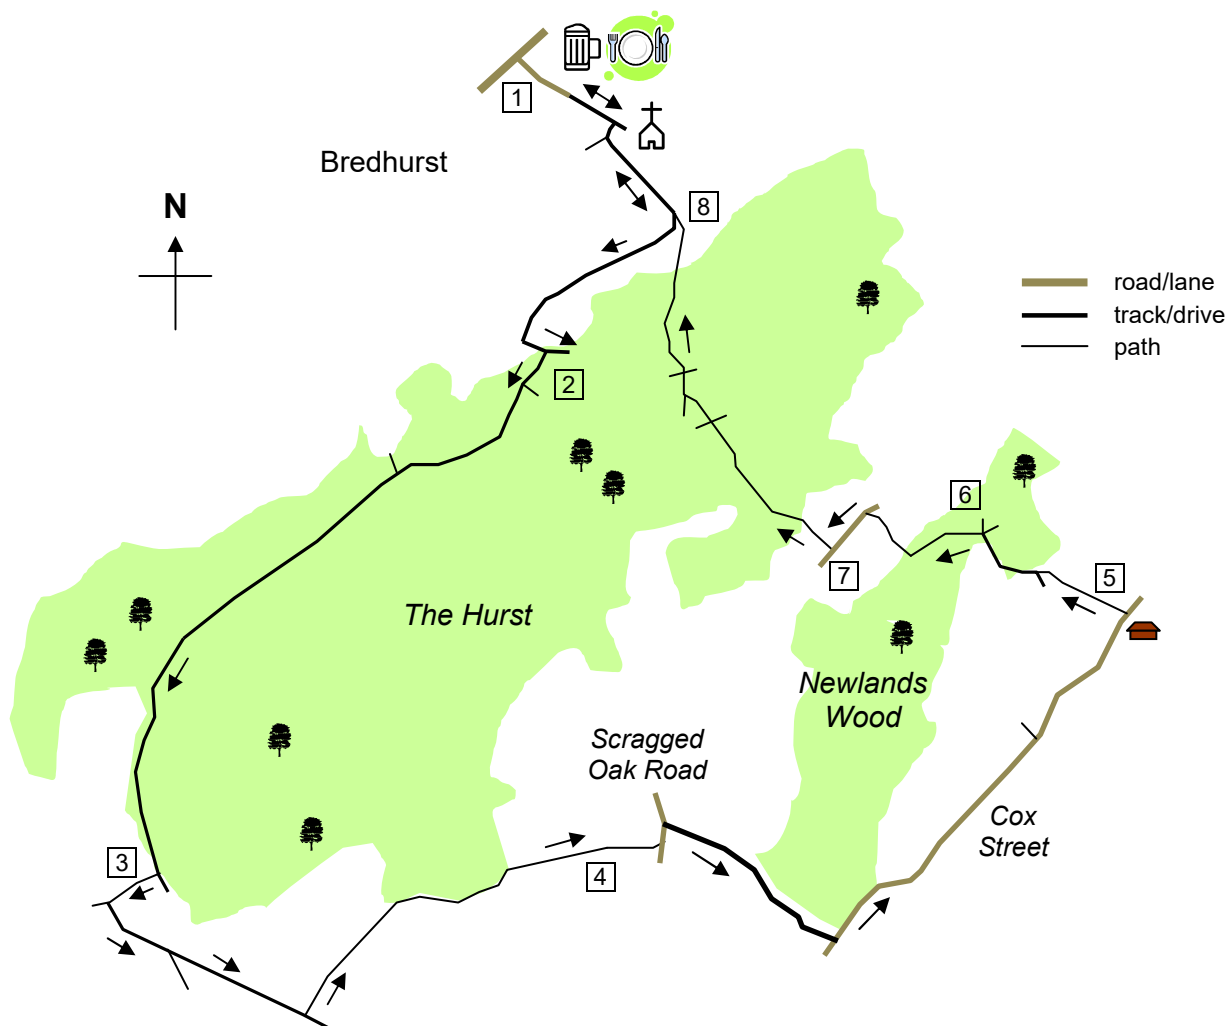 1
Bredhurst
N
8
road/lane
track/drive
path
2
6
7
5
The Hurst
Newlands
Wood
Scragged
Oak Road
Cox
Street
3
4